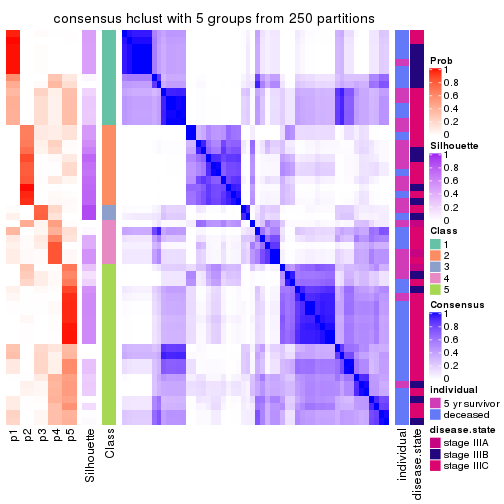 consensus hclust with 5 groups from 250 partitions
Prob
1
0.8
0.6
0.4
0.2
0
Silhouette
1
0.8
0.6
0.4
0.2
0
Class
1
2
3
4
5
Consensus
1
0.8
0.6
0.4
0.2
0
Individual
5 yr survivor
deceased
disease.state
stage IIIA
stage IIIB
stage IIIC
p1
p2
p3
p4
p5
Silhouette
Class
individual
disease.state